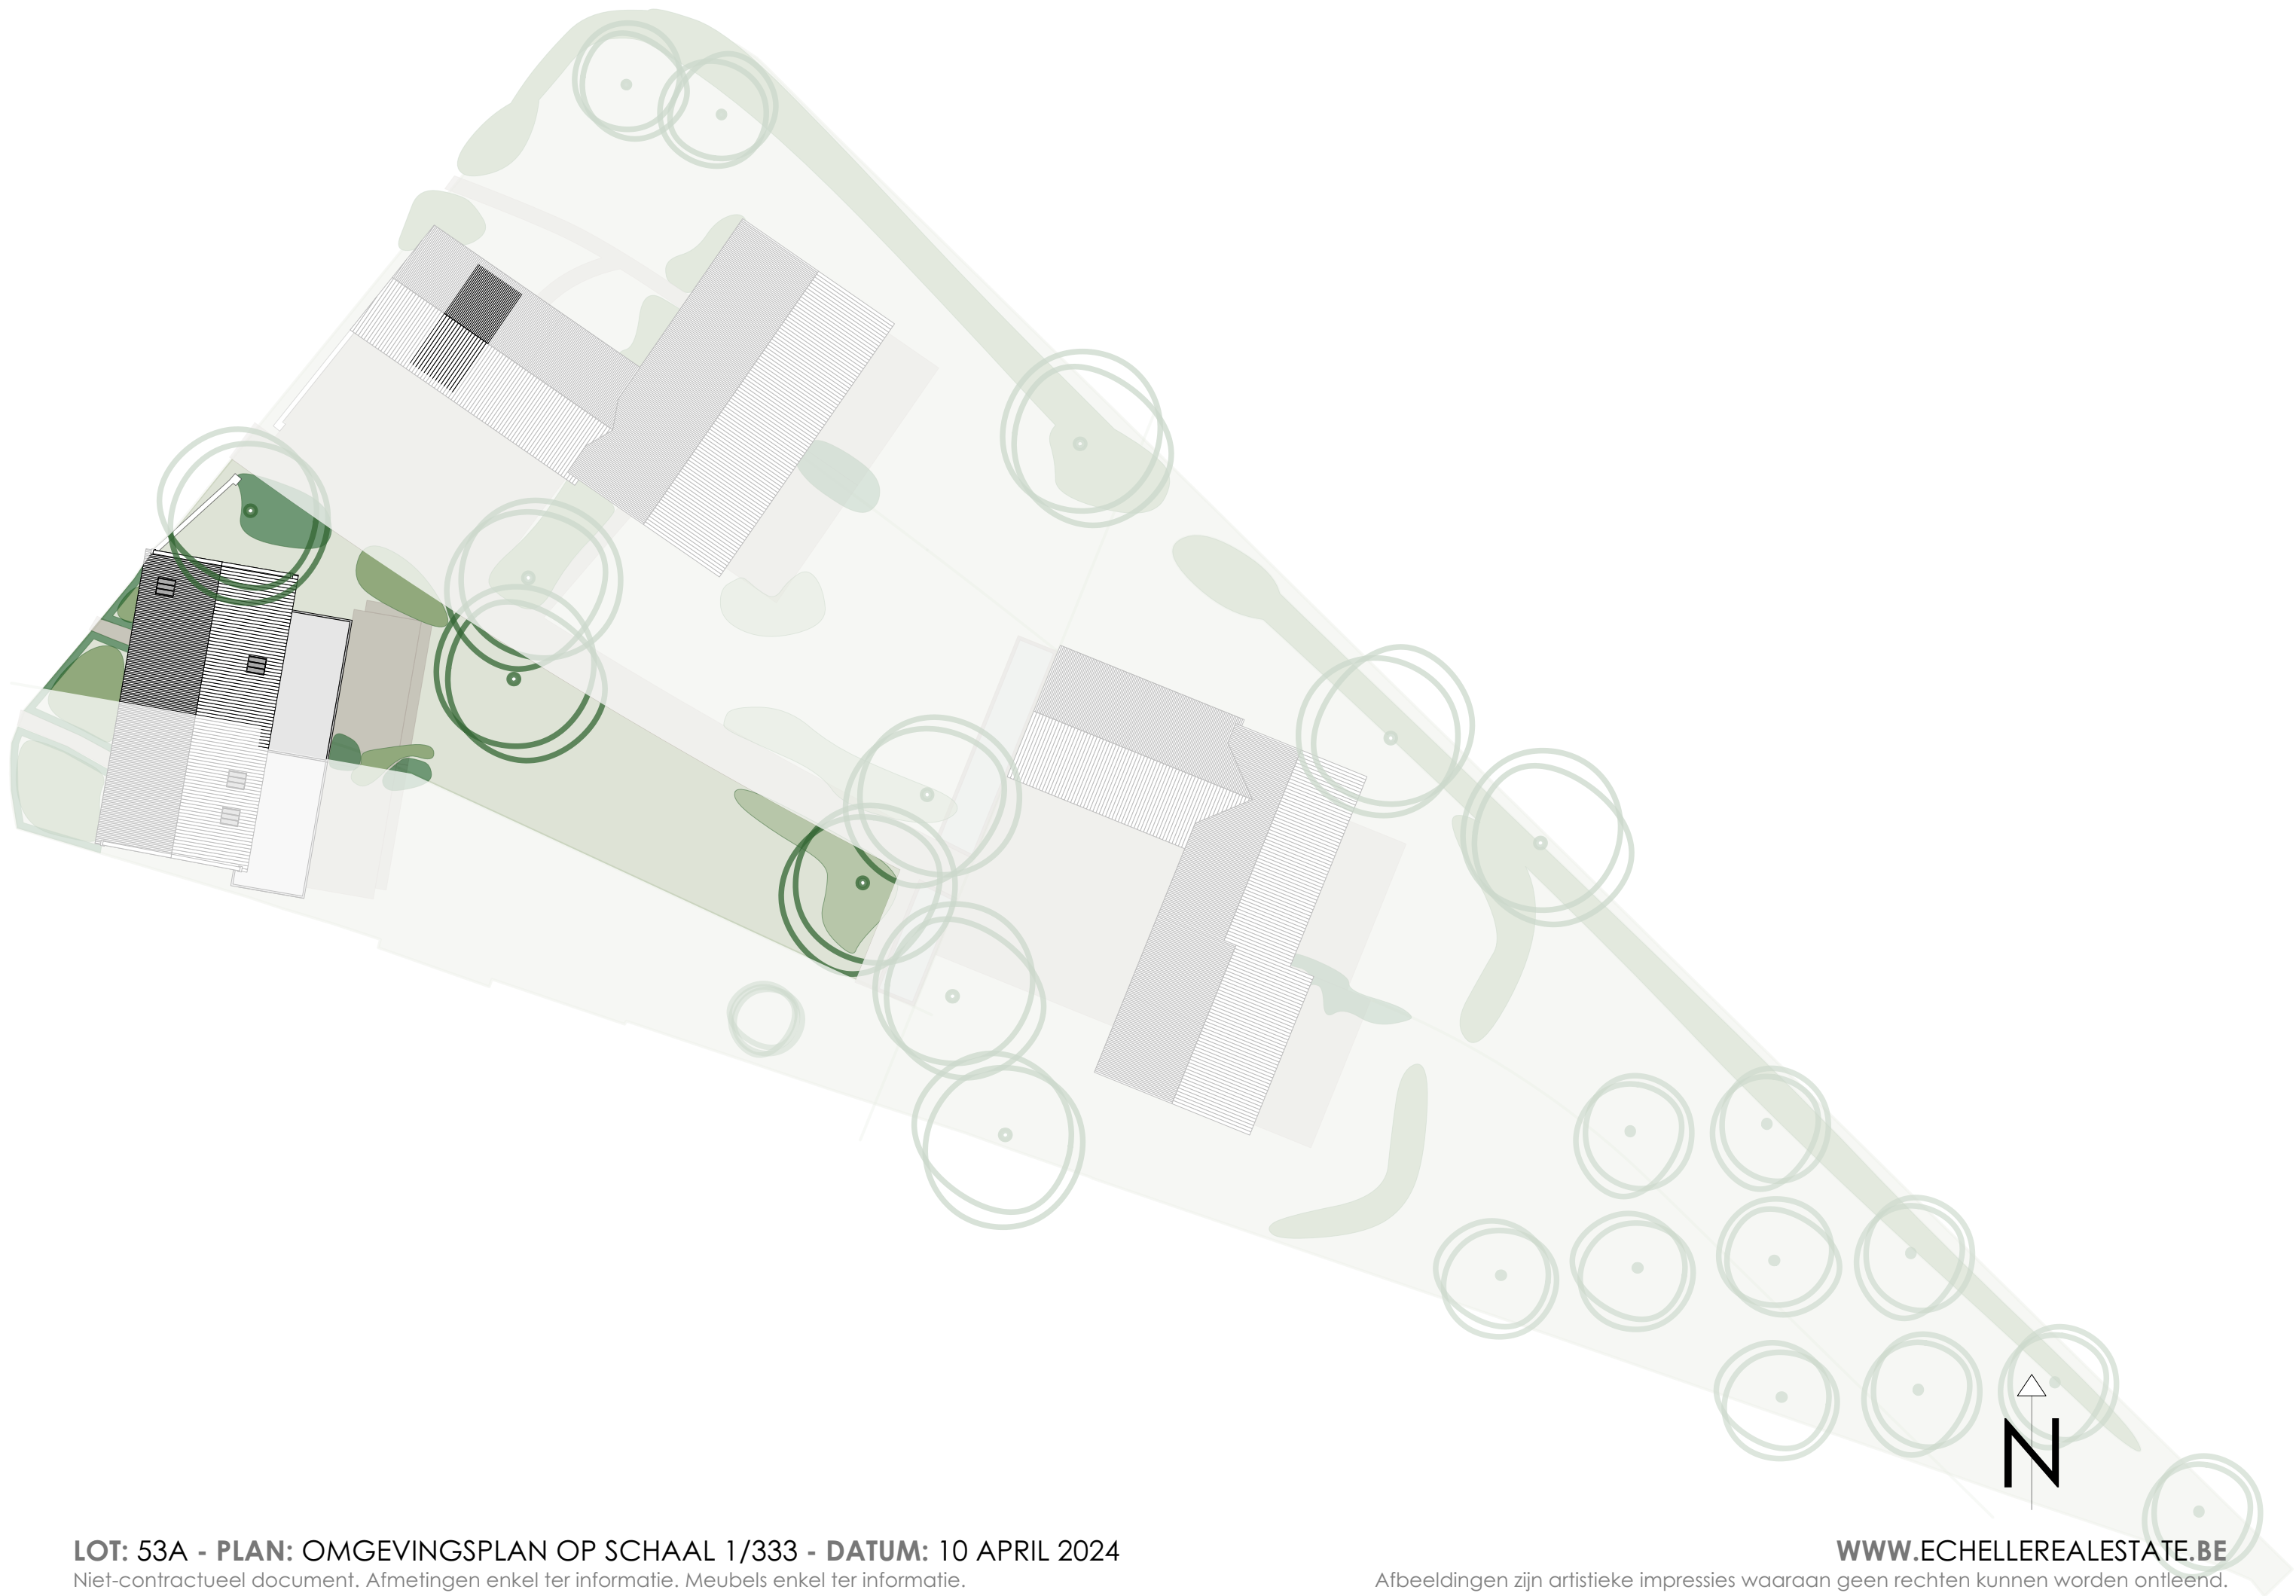 N
LOT: 53A - PLAN: OMGEVINGSPLAN OP SCHAAL 1/333 - DATUM: 10 APRIL 2024
Niet-contractueel document. Afmetingen enkel ter informatie. Meubels enkel ter informatie.
WWW.ECHELLEREALESTATE.BE
Afbeeldingen zijn artistieke impressies waaraan geen rechten kunnen worden ontleend.